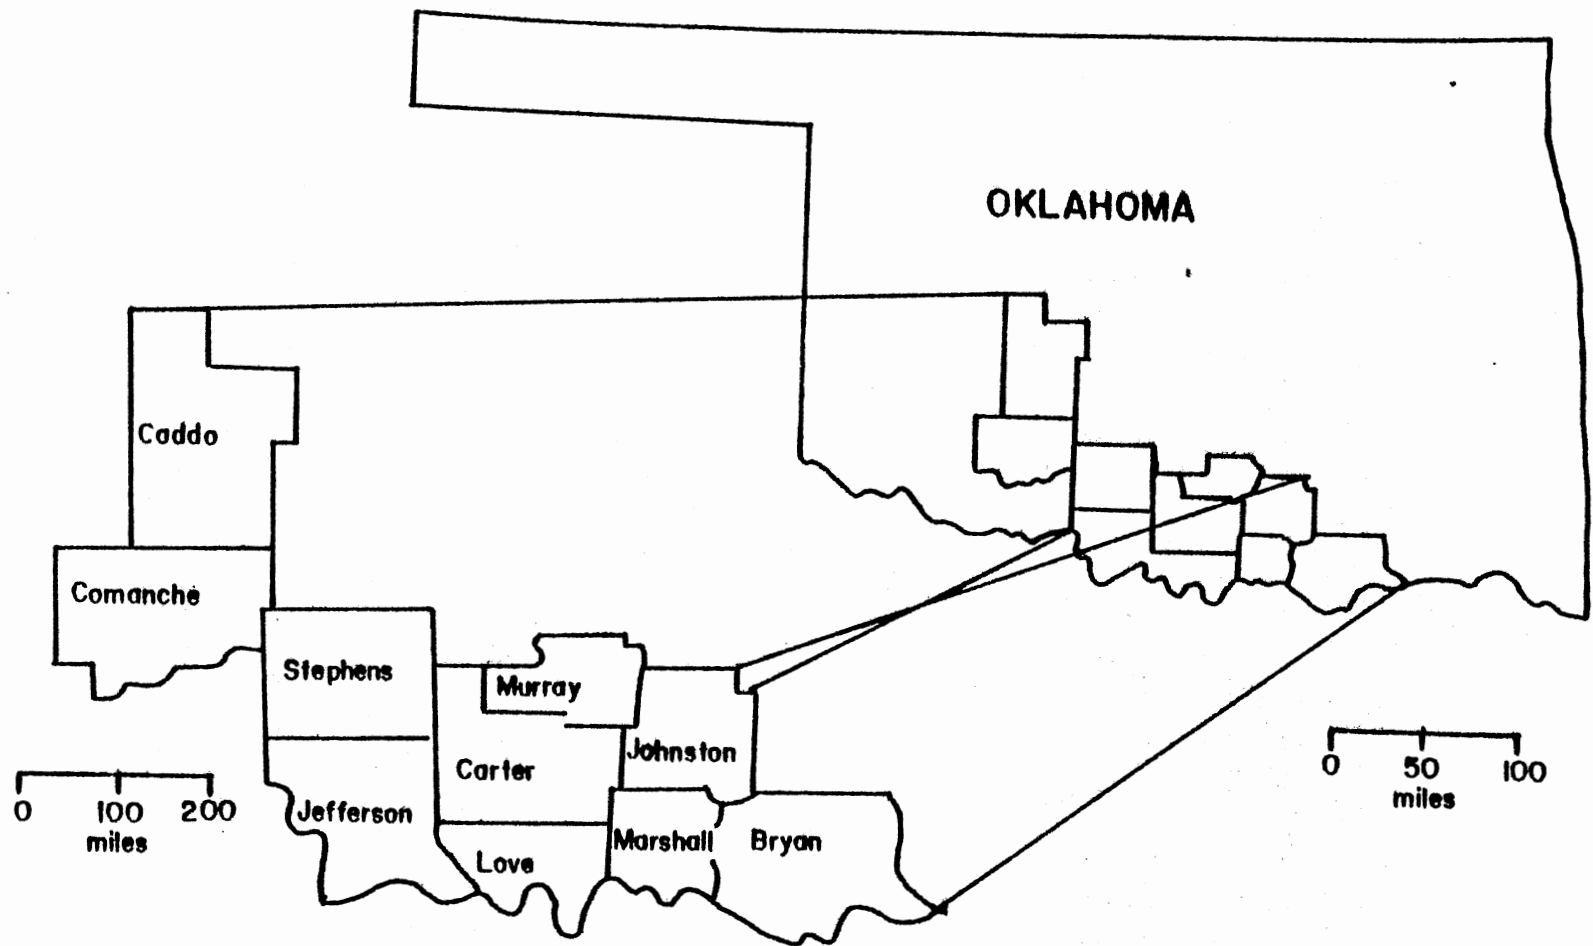 OKLAHOMA
Caddo
Comanche
Stephens
Murray
Johnston
Carter
Jefferson
Love
Marshall
Bryan
0 100 200
miles
0 50 100
miles